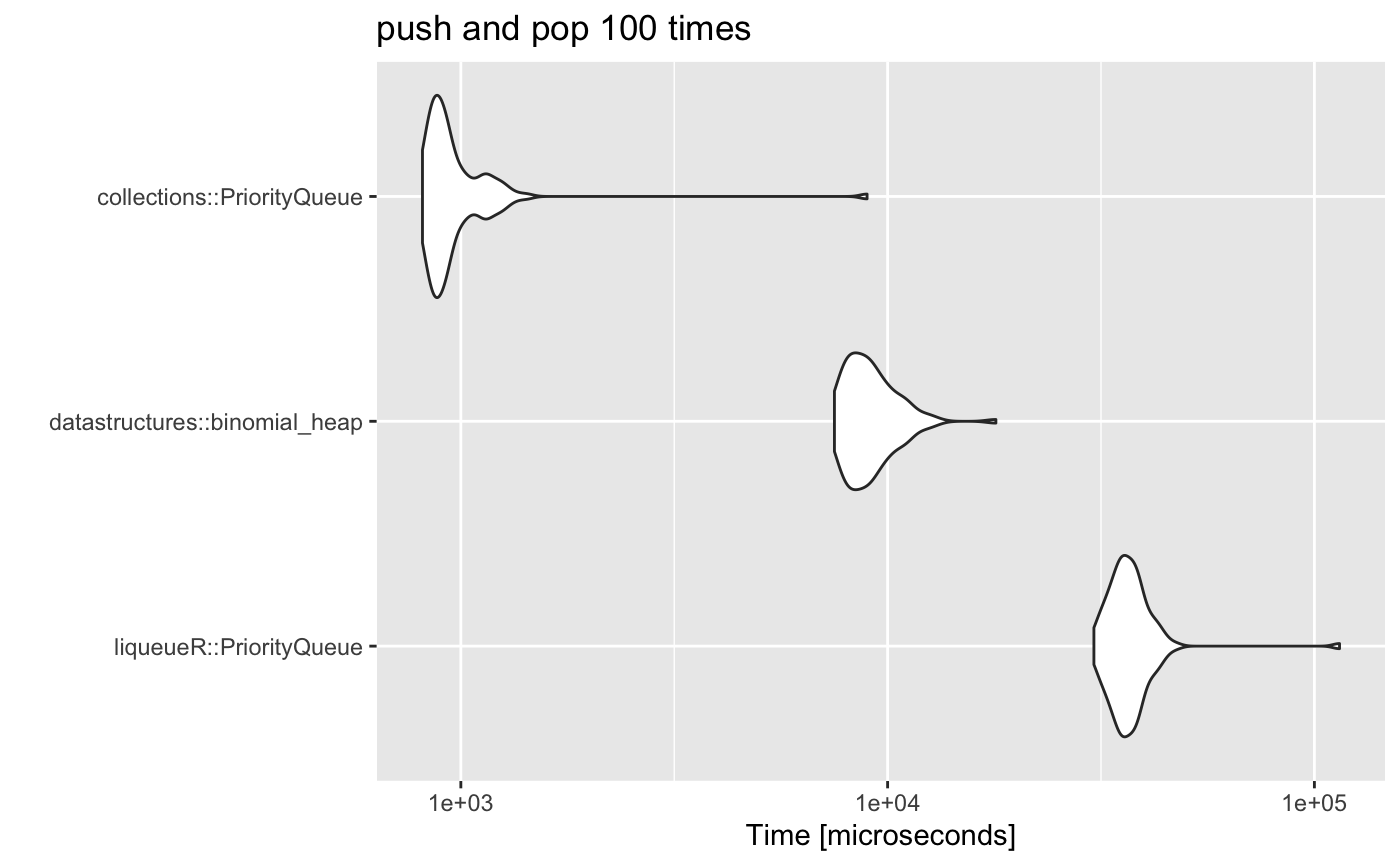 push and pop 100 times
collections::PriorityQueue
datastructures::binomial_heap
liqueueR::PriorityQueue
1e+03 1e+04 1e+05
Time [microseconds]